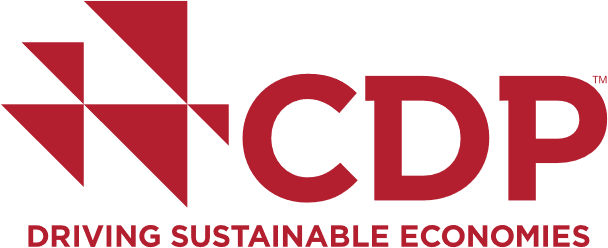 CDP™
DRIVING SUSTAINABLE ECONOMIES